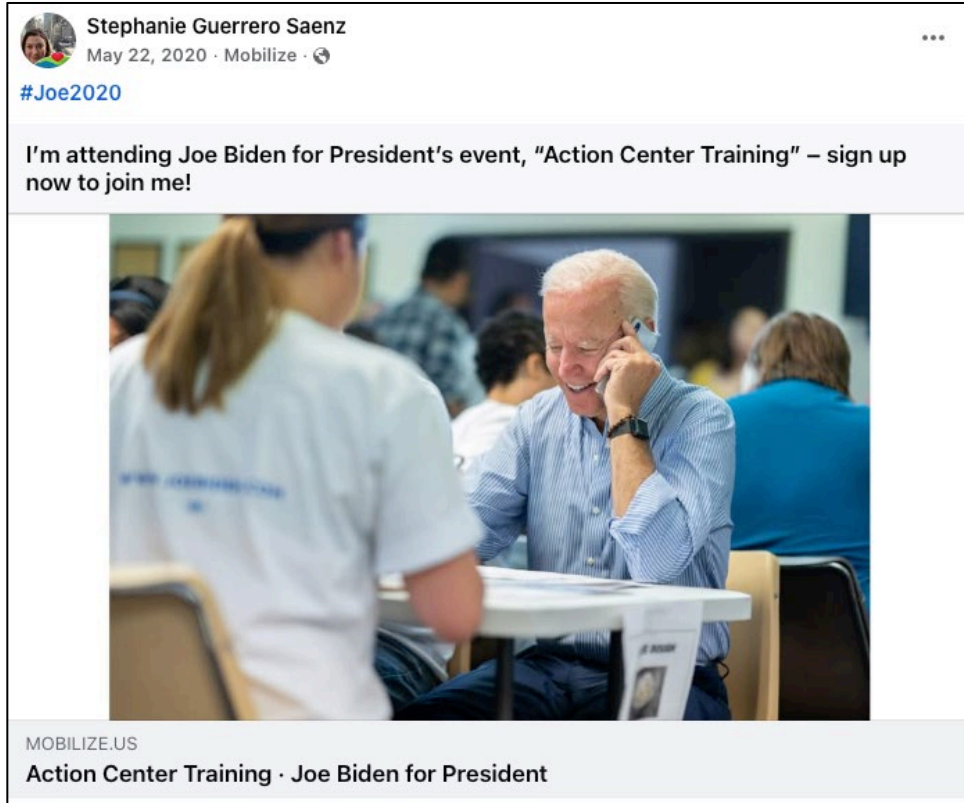 Stephanie Guerrero Saenz
May 22, 2020 · Mobilize ·
#Joe2020
I'm attending Joe Biden for President's event, “Action Center Training” – sign up
now to join me!
MOBILIZE.US
Action Center Training · Joe Biden for President